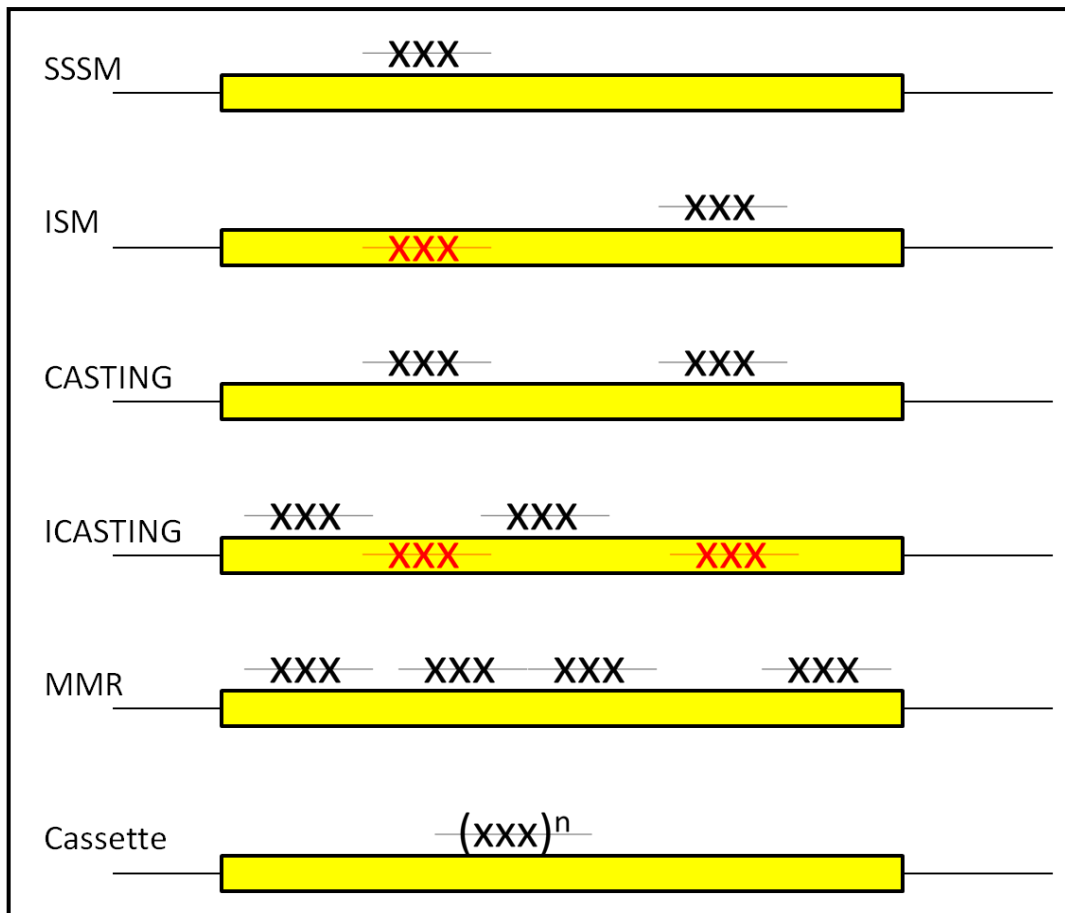 XXX
SSSM
XXX
ISM
XXX
XXX XXX
CASTING
XXX XXX
ICASTING
XXX XXX
XXX XXX XXX XXX
MMR
(XXX)ⁿ
Cassette